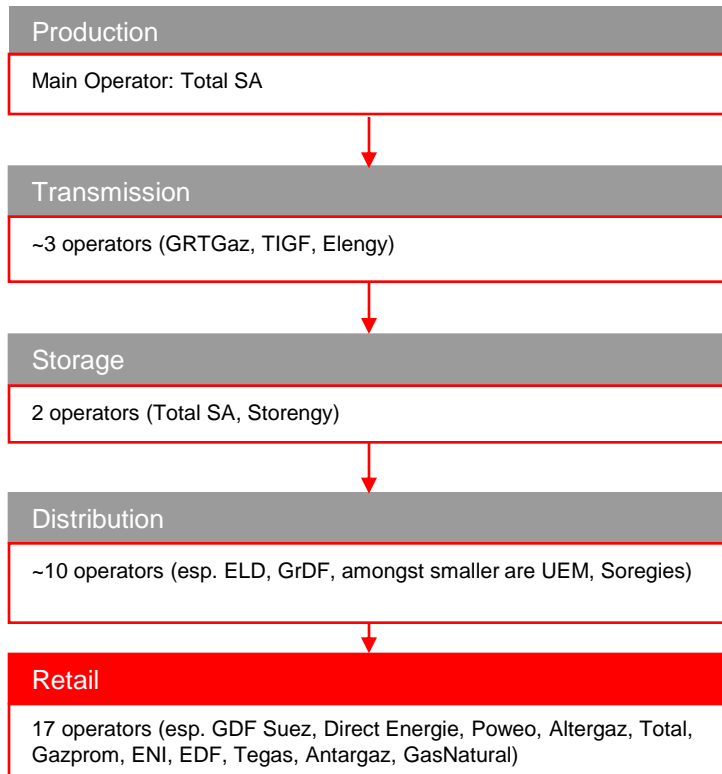 Production
Main Operator: Total SA
Transmission
~3 operators (GRTGaz, TIGF, Elengy)
Storage
2 operators (Total SA, Storengy)
Distribution
~10 operators (esp. ELD, GrDF, amongst smaller are UEM, Soregies)
Retail
17 operators (esp. GDF Suez, Direct Energie, Poweo, Altergaz, Total,
Gazprom, ENI, EDF, Tegas, Antargaz, GasNatural)